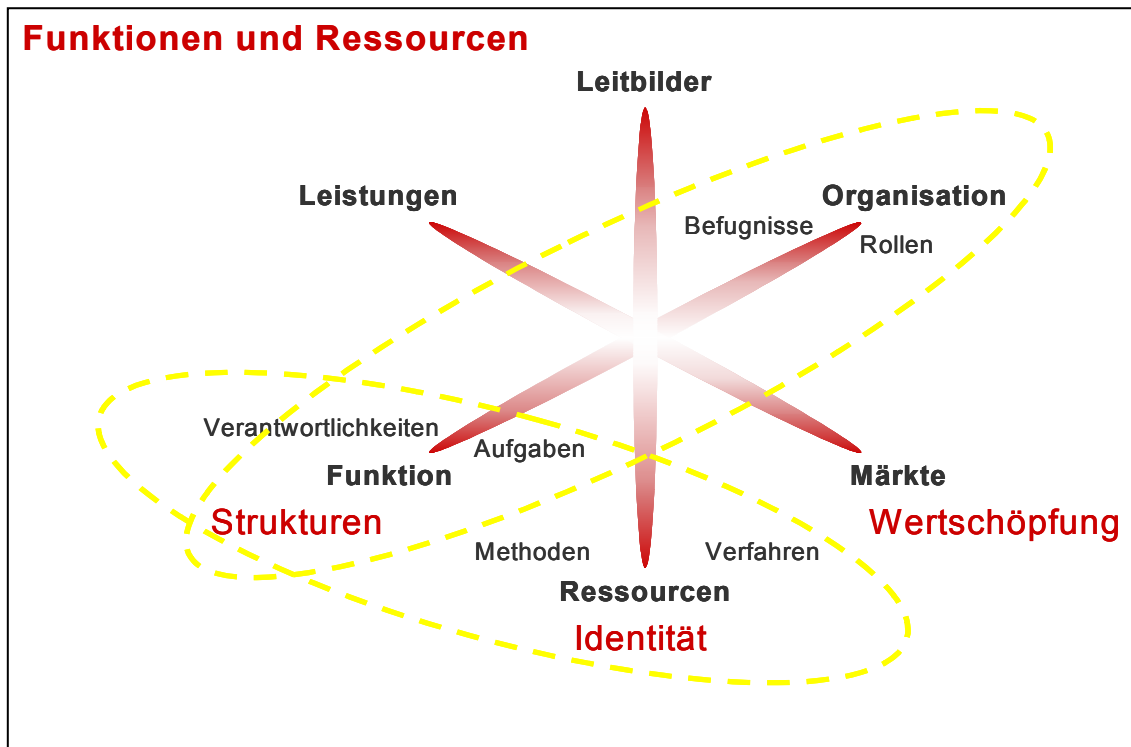 Funktionen und Ressourcen
Leitbilder
Leistungen
Organisation
Befugnisse
Rollen
Verantwortlichkeiten
Aufgaben
Funktion
Märkte
Strukturen
Wertschöpfung
Methoden
Verfahren
Ressourcen
Identität